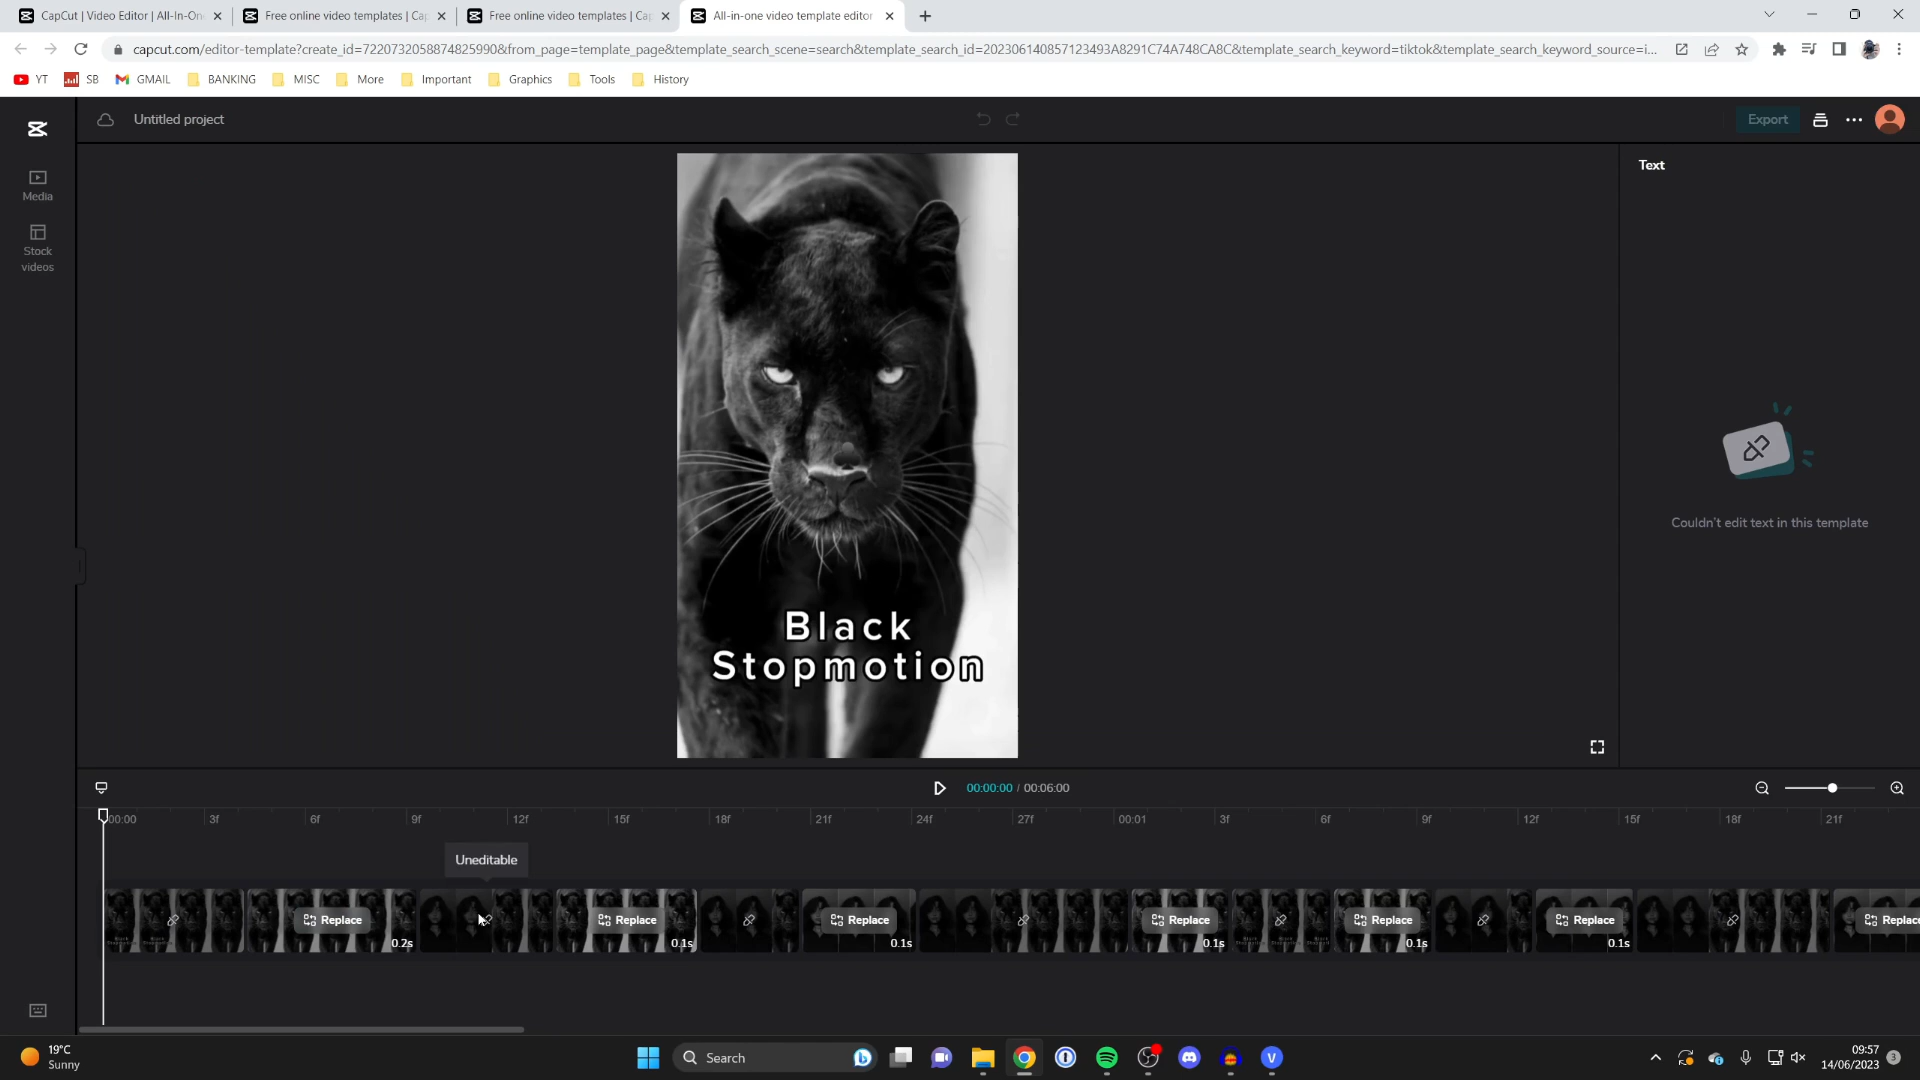 CapCut | Video Editor | All-In-On
Free online video templates | Ca
Free online video templates | Ca
All-in-one video template editor
capcut.com/editor-template?create_id=7220732058874825990&from_page=template_page&template_search_scene=search&template_search_id=202306140857123493A8291C74A748CA8C&template_search_keyword=tiktok&template_search_keyword_source=i...
YT
SB
GMAIL
BANKING
MISC
More
Important
Graphics
Tools
History
Untitled project
Export
Media
Stock
videos
Text
Couldn't edit text in this template
Black
Stopmotion
00:00:00 / 00:06:00
00:00
3f
6f
9f
12f
15f
18f
21f
24f
27f
00:01
3f
6f
9f
12f
15f
18f
21f
Uneditable
Replace
0.2s
Replace
0.1s
Replace
0.1s
Replace
0.1s
Replace
0.1s
Replace
0.1s
Replace
19°C
Sunny
Search
09:57
14/06/2023
3